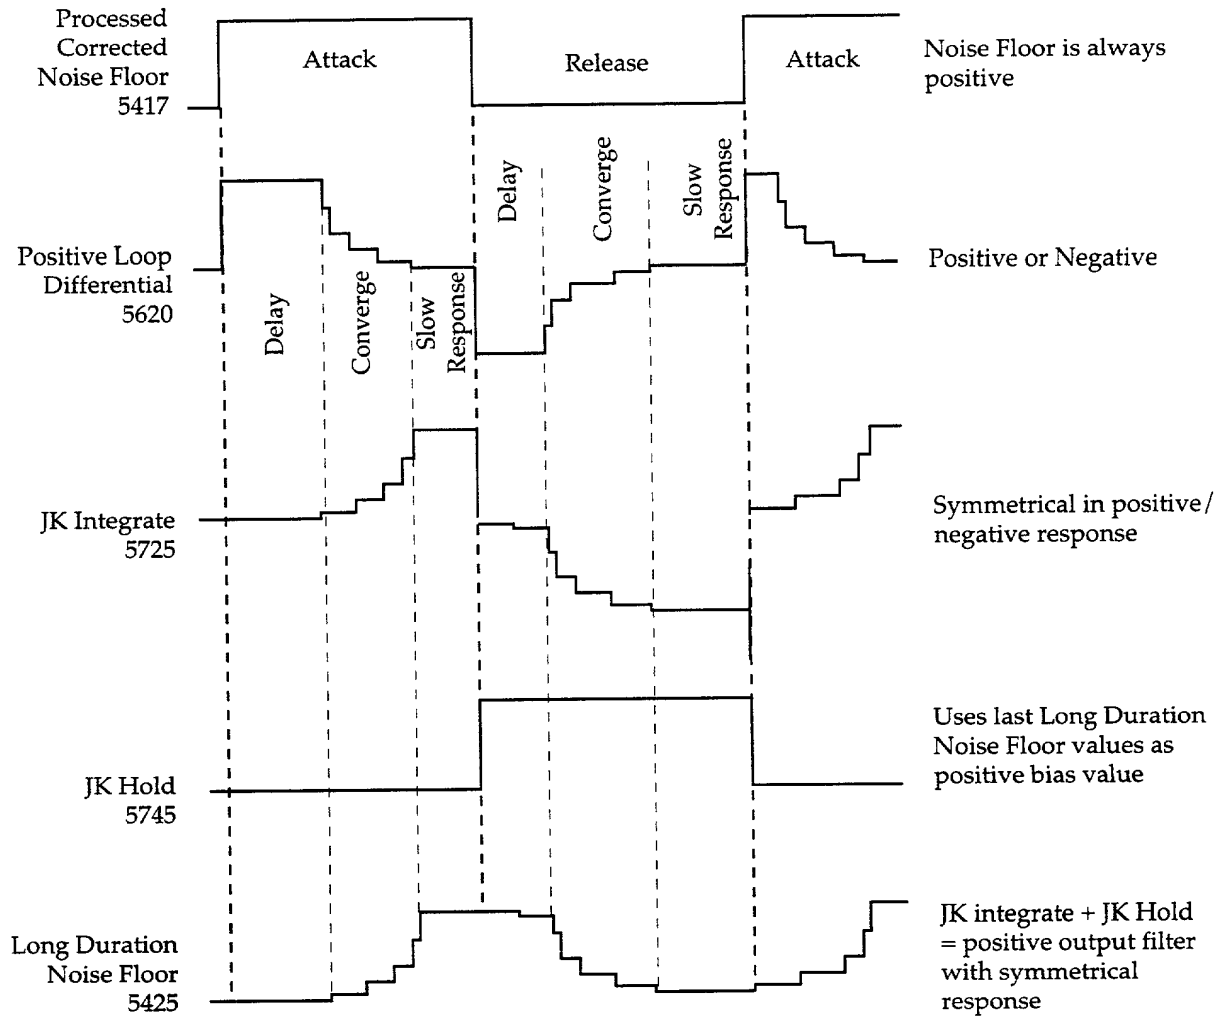 Processed
Corrected
Noise Floor
5417
Attack
Release
Attack
Noise Floor is always
positive
Delay
Converge
Slow
Response
Positive Loop
Differential
5620
Delay
Converge
Slow
Response
Positive or Negative
JK Integrate
5725
Symmetrical in positive/
negative response
JK Hold
5745
Uses last Long Duration
Noise Floor values as
positive bias value
Long Duration
Noise Floor
5425
JK integrate + JK Hold
= positive output filter
with symmetrical
response